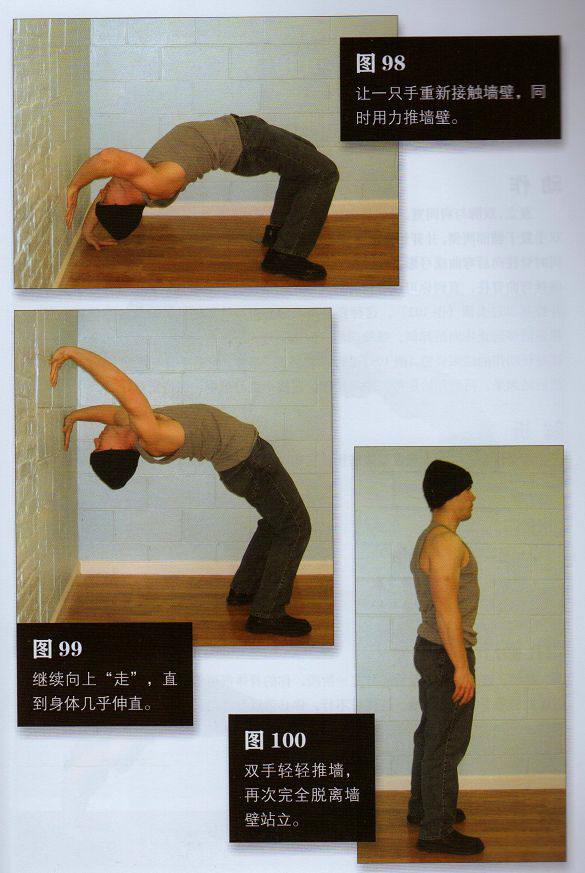 图 98
让一只手重新接触墙壁，同
时用力推墙壁。
动 作
图 99
继续向上“走”，直
到身体几乎伸直。
图 100
双手轻轻推墙，
再次完全脱离墙
壁站立。